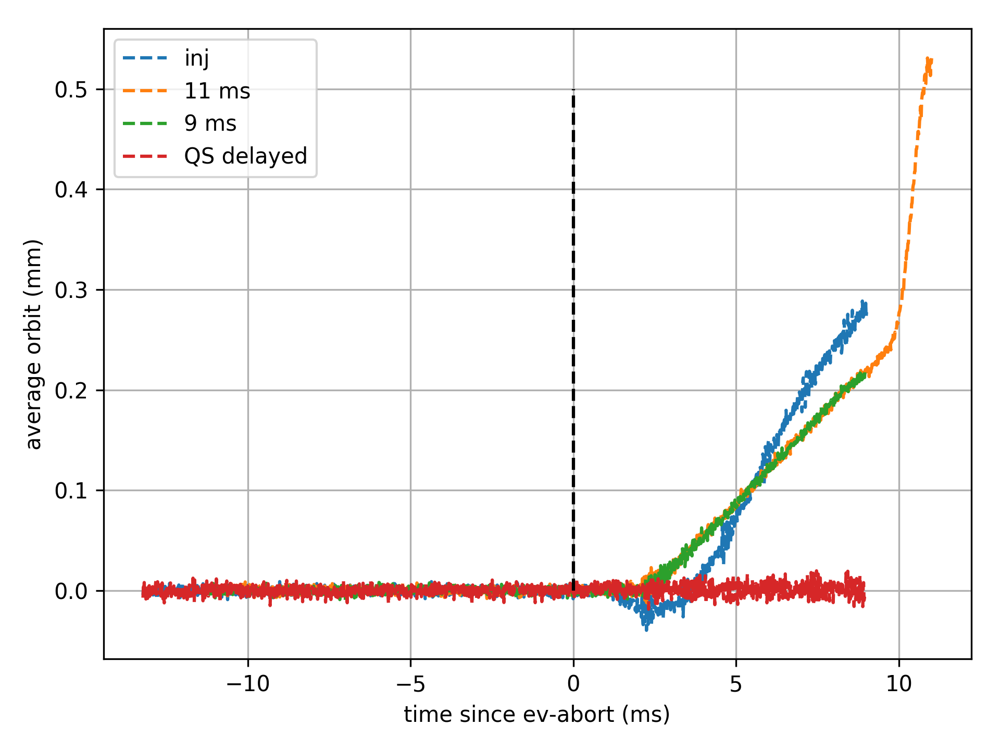 inj
11 ms
9 ms
QS delayed
0.5
0.4
0.3
0.2
0.1
0.0
average orbit (mm)
−10
−5
0
5
10
time since ev-abort (ms)